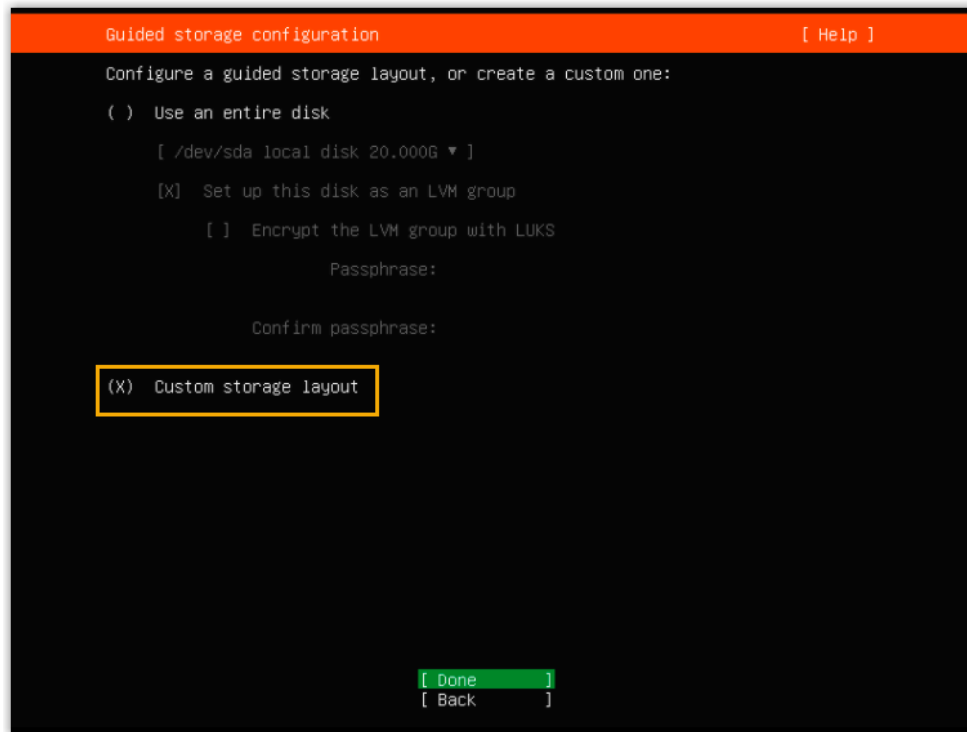 Guided storage configuration [ Help ]
Configure a guided storage layout, or create a custom one:
( ) Use an entire disk
[ /dev/sda local disk 20.000G ▾ ]
[X] Set up this disk as an LVM group
[ ] Encrypt the LVM group with LUKS
Passphrase:
Confirm passphrase:
(X) Custom storage layout
[ Done ]
[ Back ]